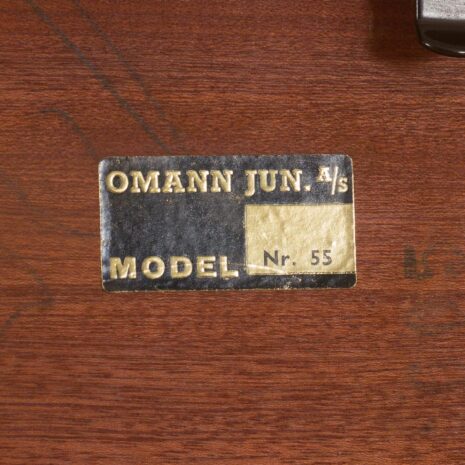 OMANN JUN. A/S
MODEL Nr. 55